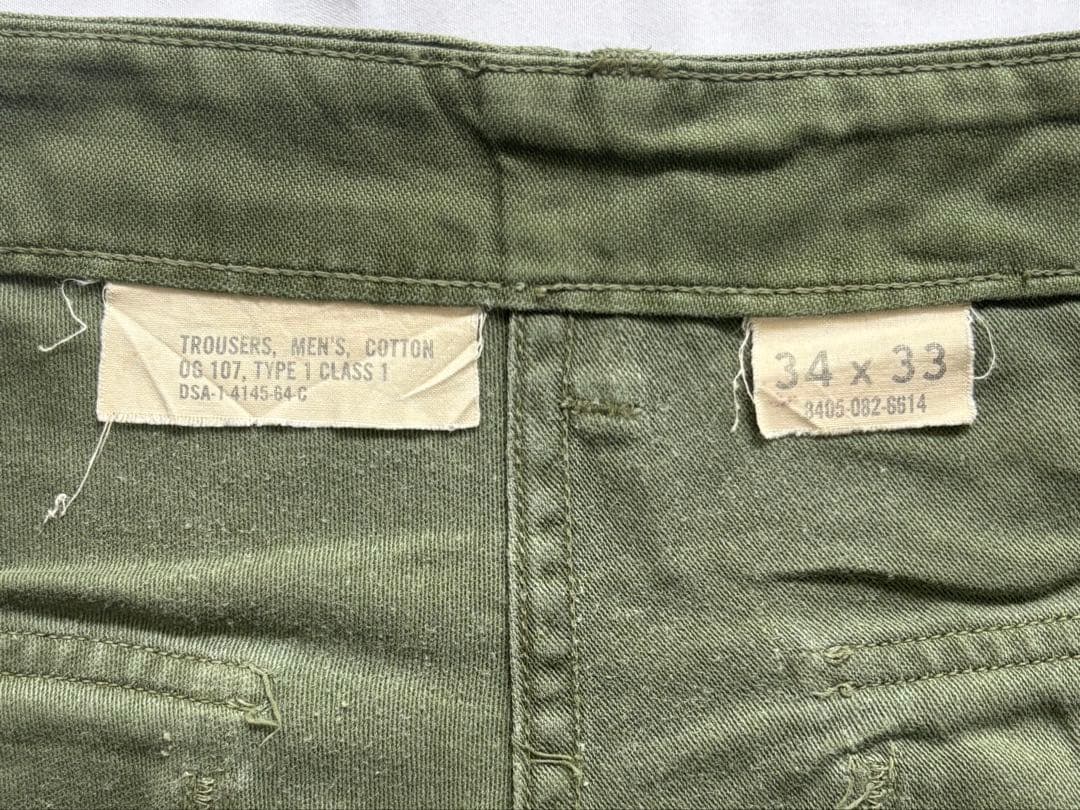 TROUSERS, MEN'S, COTTON
OG 107, TYPE 1 CLASS 1
DSA-1-4145-64-C
34 x 33
8405-082-6614